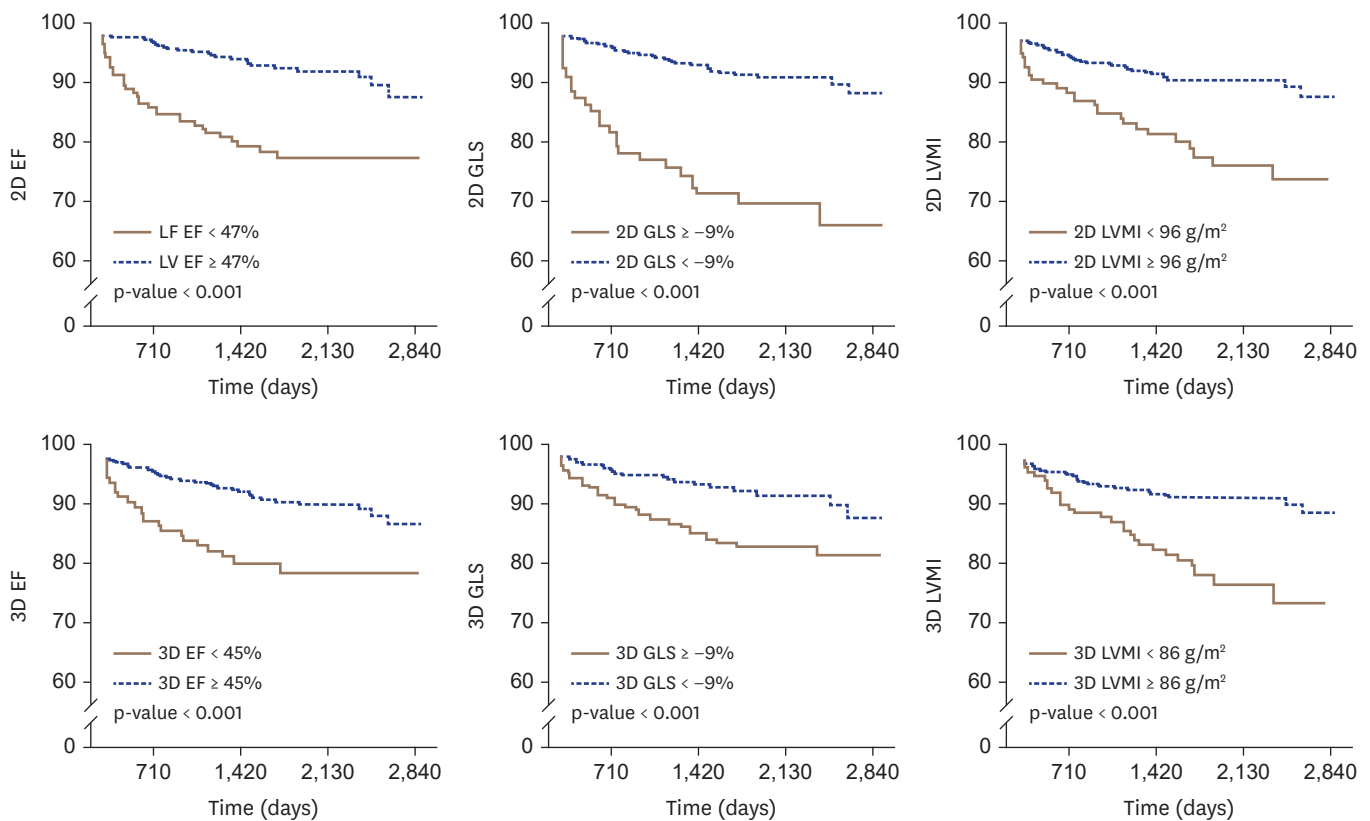 100
90
80
70
60
0
2D EF
LF EF < 47%
LV EF ≥ 47%
p-value < 0.001
710 1,420 2,130 2,840
Time (days)
100
90
80
70
60
0
2D GLS
2D GLS ≥ −9%
2D GLS < −9%
p-value < 0.001
710 1,420 2,130 2,840
Time (days)
100
90
80
70
60
0
2D LVMI
2D LVMI < 96 g/m²
2D LVMI ≥ 96 g/m²
p-value < 0.001
710 1,420 2,130 2,840
Time (days)
100
90
80
70
60
0
3D EF
3D EF < 45%
3D EF ≥ 45%
p-value < 0.001
710 1,420 2,130 2,840
Time (days)
100
90
80
70
60
0
3D GLS
3D GLS ≥ −9%
3D GLS < −9%
p-value < 0.001
710 1,420 2,130 2,840
Time (days)
100
90
80
70
60
0
3D LVMI
3D LVMI < 86 g/m²
3D LVMI ≥ 86 g/m²
p-value < 0.001
710 1,420 2,130 2,840
Time (days)